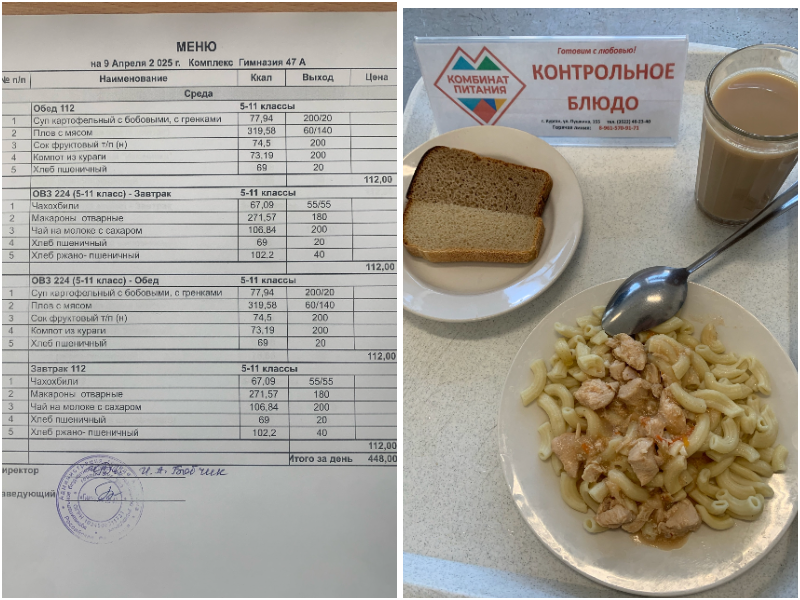 МЕНЮ
на 9 Апреля 2 025 г. Комплекс Гимназия 47 А
№ п/п Наименование Ккал Выход Цена
Среда
Обед 112 5-11 классы
1 Суп картофельный с бобовыми, с гренками 77,94 200/20
2 Плов с мясом 319,58 60/140
3 Сок фруктовый т/п (н) 74,5 200
4 Компот из кураги 73,19 200
5 Хлеб пшеничный 69 20
112,00
ОВЗ 224 (5-11 класс) - Завтрак 5-11 классы
1 Чахохбили 67,09 55/55
2 Макароны отварные 271,57 180
3 Чай на молоке с сахаром 106,84 200
4 Хлеб пшеничный 69 20
5 Хлеб ржано- пшеничный 102,2 40
112,00
ОВЗ 224 (5-11 класс) - Обед 5-11 классы
1 Суп картофельный с бобовыми, с гренками 77,94 200/20
2 Плов с мясом 319,58 60/140
3 Сок фруктовый т/п (н) 74,5 200
4 Компот из кураги 73,19 200
5 Хлеб пшеничный 69 20
112,00
Завтрак 112 5-11 классы
1 Чахохбили 67,09 55/55
2 Макароны отварные 271,57 180
3 Чай на молоке с сахаром 106,84 200
4 Хлеб пшеничный 69 20
5 Хлеб ржано- пшеничный 102,2 40
112,00
Итого за день 448,00
иректор
заведующий
Готовим с любовью!
КОМБИНАТ
ПИТАНИЯ
КОНТРОЛЬНОЕ
БЛЮДО
Горячая линия: